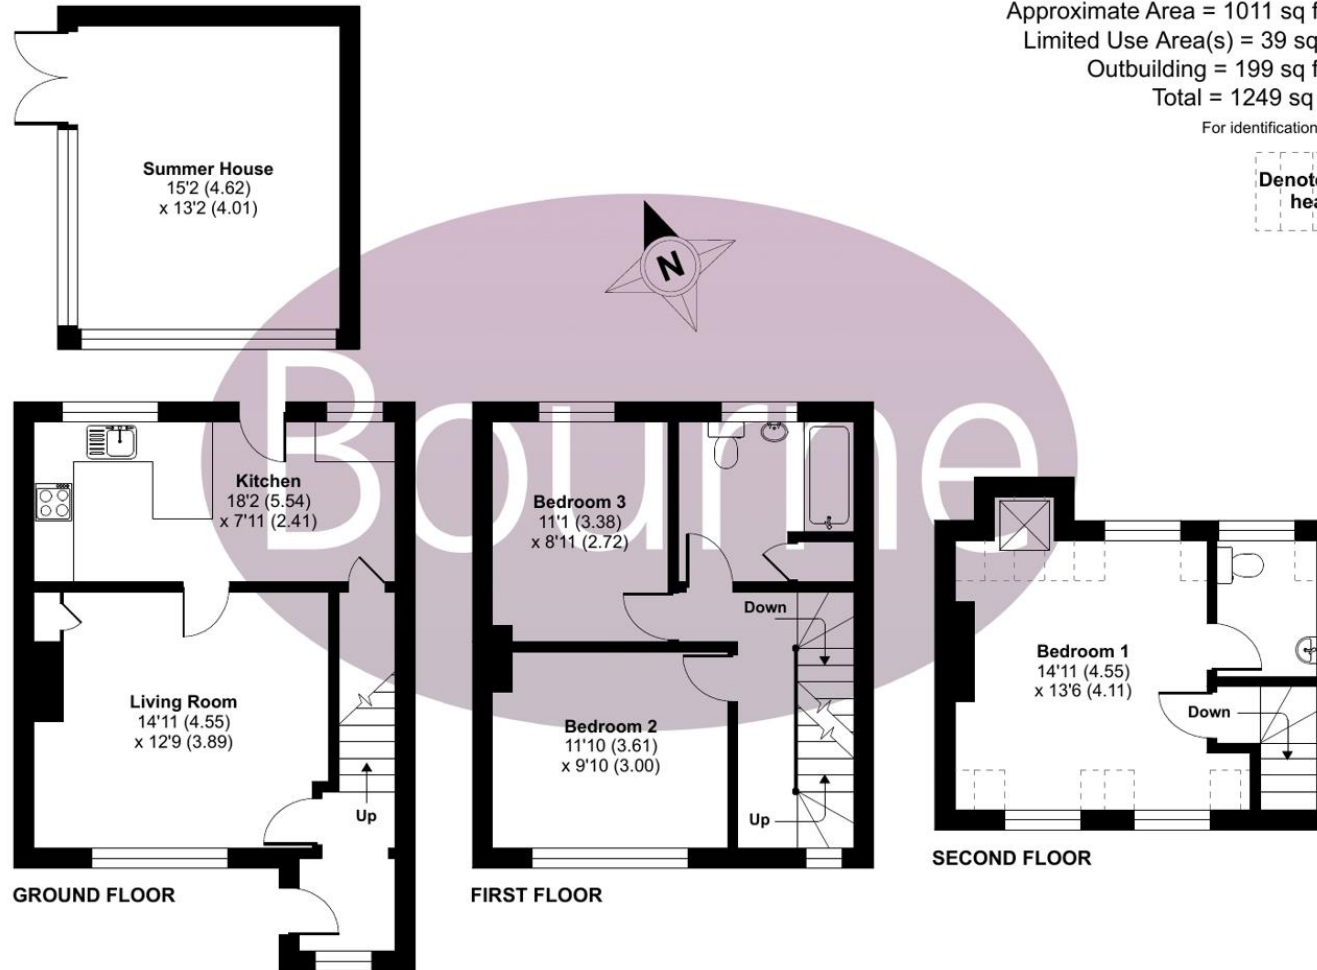 Approximate Area = 1011 sq f
Limited Use Area(s) = 39 sq
Outbuilding = 199 sq f
Total = 1249 sq
For identification
Denot
hea
Summer House
15'2 (4.62)
x 13'2 (4.01)
N
Bourne
Kitchen
18'2 (5.54)
x 7'11 (2.41)
Living Room
14'11 (4.55)
x 12'9 (3.89)
Up
GROUND FLOOR
Bedroom 3
11'1 (3.38)
x 8'11 (2.72)
Down
Bedroom 2
11'10 (3.61)
x 9'10 (3.00)
Up
FIRST FLOOR
Bedroom 1
14'11 (4.55)
x 13'6 (4.11)
Down
SECOND FLOOR